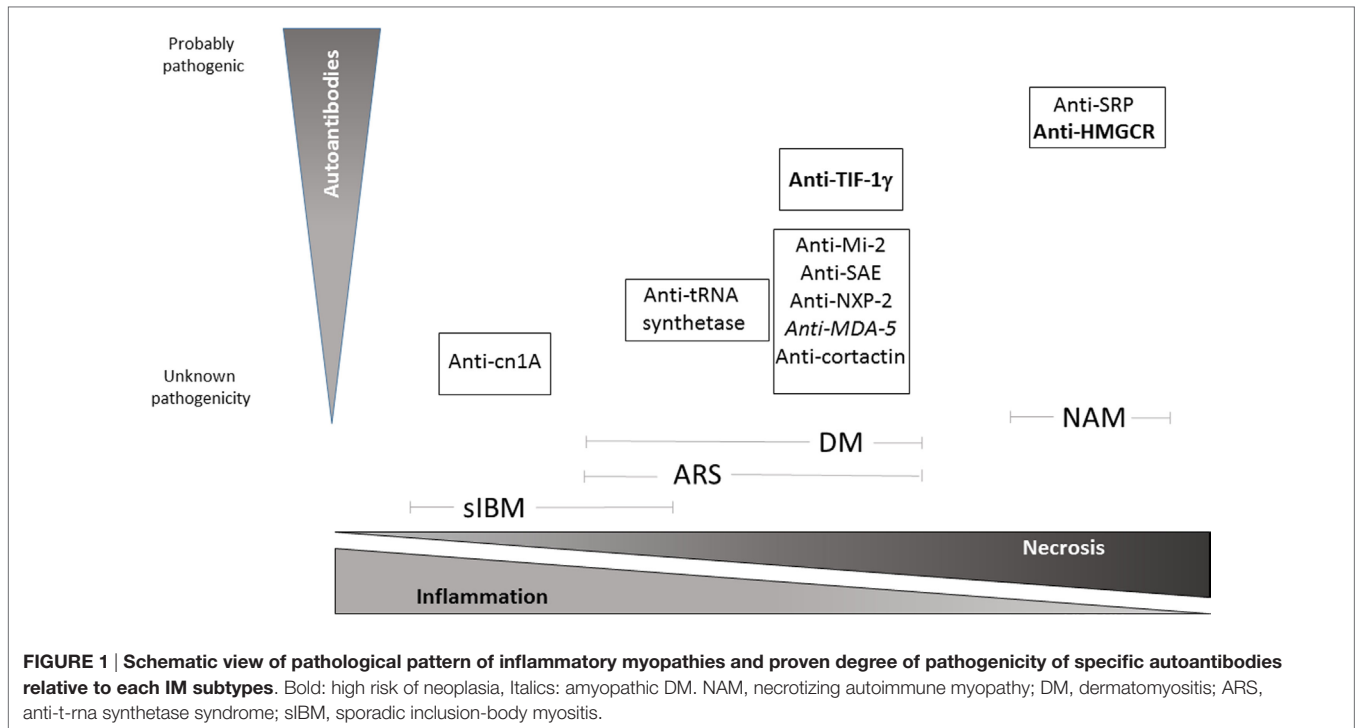 Probably
pathogenic
Autoantibodies
Unknown
pathogenicity
Anti-SRP
Anti-HMGCR
Anti-TIF-1γ
Anti-Mi-2
Anti-SAE
Anti-NXP-2
Anti-MDA-5
Anti-cortactin
Anti-tRNA
synthetase
Anti-cn1A
NAM
DM
ARS
sIBM
Necrosis
Inflammation
FIGURE 1 | Schematic view of pathological pattern of inflammatory myopathies and proven degree of pathogenicity of specific autoantibodies
relative to each IM subtypes. Bold: high risk of neoplasia, Italics: amyopathic DM. NAM, necrotizing autoimmune myopathy; DM, dermatomyositis; ARS,
anti-t-rna synthetase syndrome; sIBM, sporadic inclusion-body myositis.